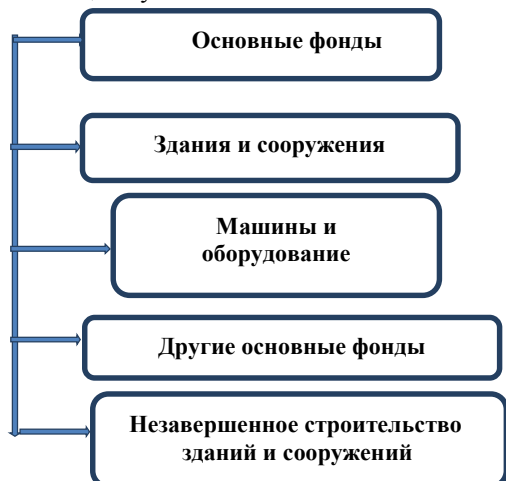 Основные фонды
Здания и сооружения
Машины и
оборудование
Другие основные фонды
Незавершенное строительство
зданий и сооружений